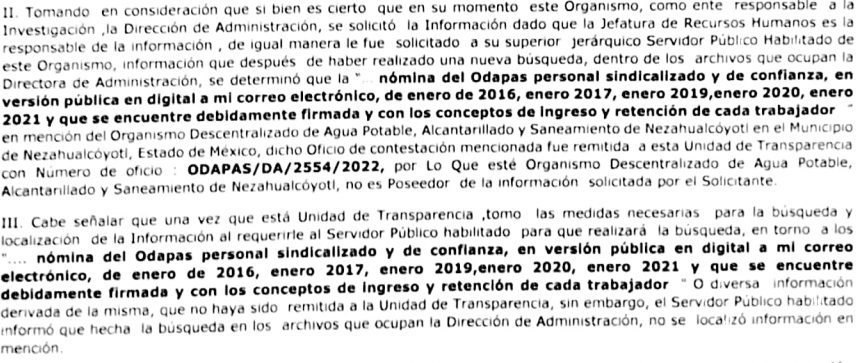 II. Tomando en consideración que si bien es cierto que en su momento este Organismo, como ente responsable a la
Investigación ,la Dirección de Administración, se solicitó la Información dado que la Jefatura de Recursos Humanos es la
responsable de la información , de igual manera le fue solicitado a su superior jerárquico Servidor Público Habilitado de
este Organismo, información que después de haber realizado una nueva búsqueda, dentro de los archivos que ocupan la
Directora de Administración, se determinó que la "... nómina del Odapas personal sindicalizado y de confianza, en
versión pública en digital a mi correo electrónico, de enero de 2016, enero 2017, enero 2019,enero 2020, enero
2021 y que se encuentre debidamente firmada y con los conceptos de ingreso y retención de cada trabajador "
en mención del Organismo Descentralizado de Agua Potable, Alcantarillado y Saneamiento de Nezahualcóyotl en el Municipio
de Nezahualcóyotl, Estado de México, dicho Oficio de contestación mencionada fue remitida a esta Unidad de Transparencia
con Número de oficio : ODAPAS/DA/2554/2022, por Lo Que esté Organismo Descentralizado de Agua Potable,
Alcantarillado y Saneamiento de Nezahualcóyotl, no es Poseedor de la información solicitada por el Solicitante.
III. Cabe señalar que una vez que está Unidad de Transparencia ,tomo las medidas necesarias para la búsqueda y
localización de la Información al requerirle al Servidor Público habilitado para que realizará la búsqueda, en torno a los
".... nómina del Odapas personal sindicalizado y de confianza, en versión pública en digital a mi correo
electrónico, de enero de 2016, enero 2017, enero 2019,enero 2020, enero 2021 y que se encuentre
debidamente firmada y con los conceptos de ingreso y retención de cada trabajador " O diversa información
derivada de la misma, que no haya sido remitida a la Unidad de Transparencia, sin embargo, el Servidor Público habilitado
informó que hecha la búsqueda en los archivos que ocupan la Dirección de Administración, no se localizó información en
mención.